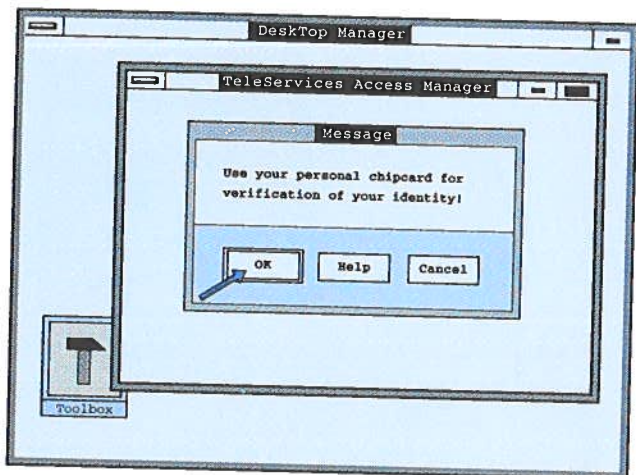 DeskTop Manager
TeleServices Access Manager
Message
Use your personal chipcard for
verification of your identity!
OK
Help
Cancel
Toolbox